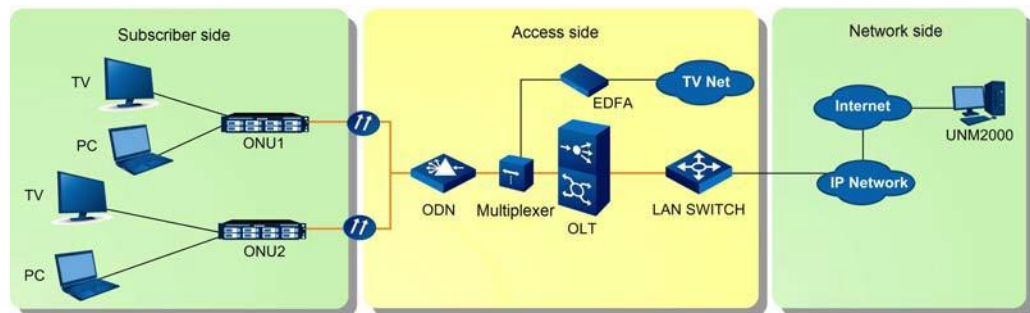 Subscriber side
Access side
Network side
TV
PC
ONU1
TV
PC
ONU2
ODN
Multiplexer
EDFA
TV Net
OLT
LAN SWITCH
Internet
UNM2000
IP Network